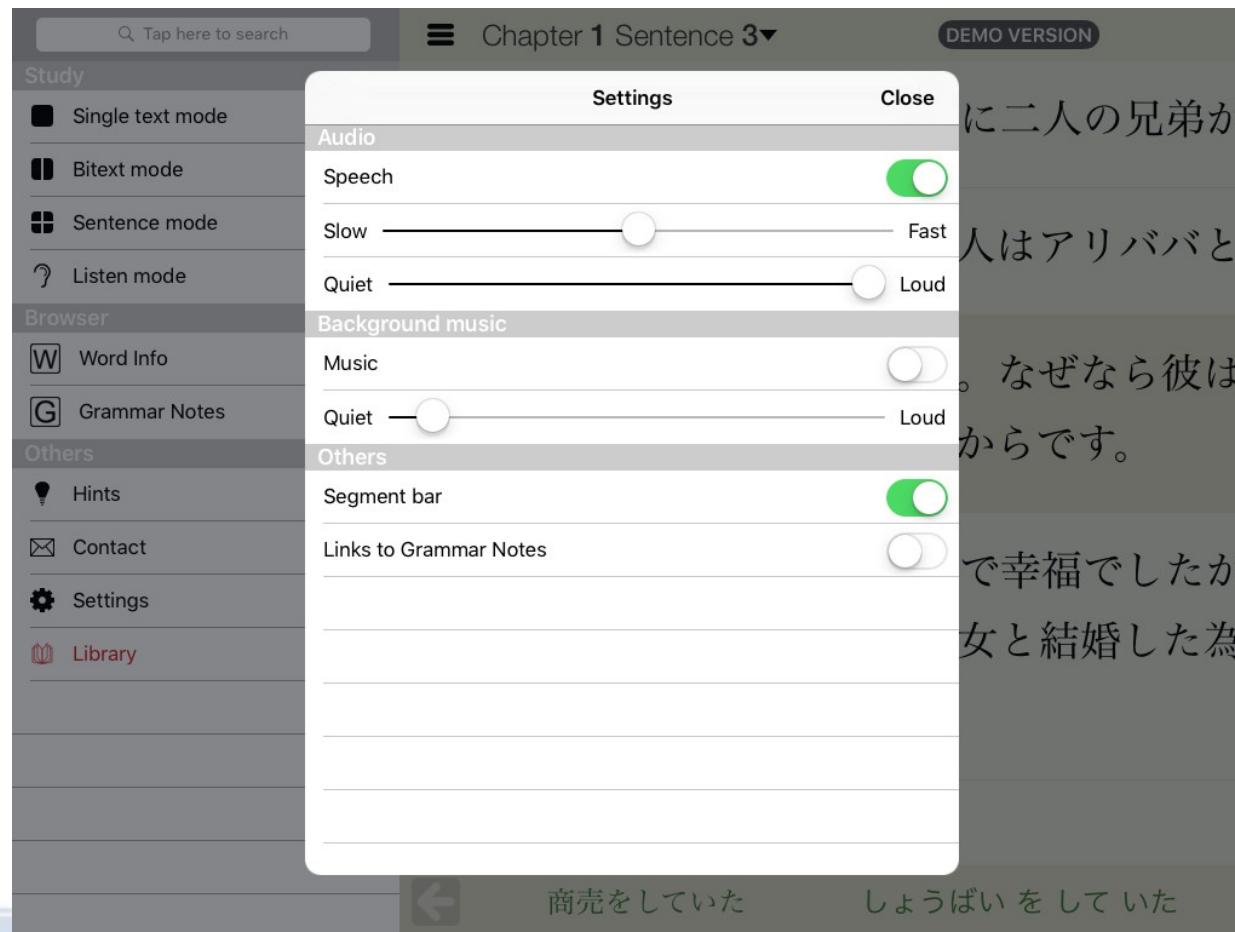 Tap here to search
Chapter 1 Sentence 3
DEMO VERSION
Study
Single text mode
Bitext mode
Sentence mode
Listen mode
Browser
Word Info
Grammar Notes
Others
Hints
Contact
Settings
Library
Settings
Close
Audio
Speech
Slow
Fast
Quiet
Loud
Background music
Music
Quiet
Loud
Others
Segment bar
Links to Grammar Notes
に二人の兄弟が
人はアリババと
。なぜなら彼は
からです。
で幸福でしたか
女と結婚した為
商売をしていた
しょうばい を して いた